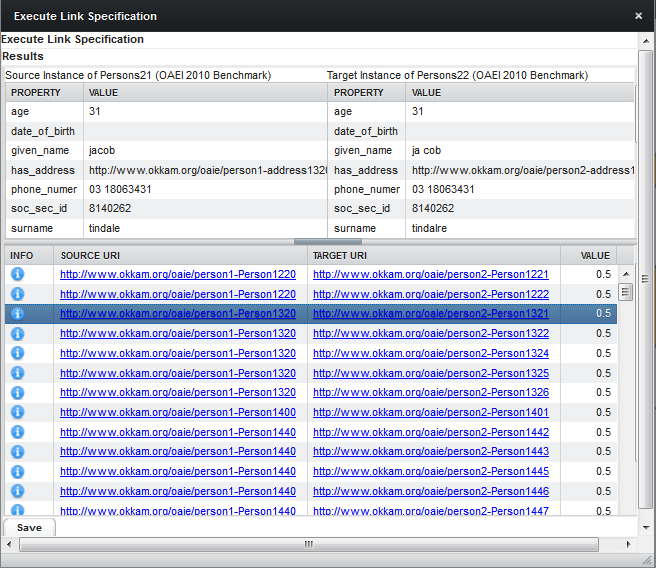 Execute Link Specification ×
Execute Link Specification
Results
Source Instance of Persons21 (OAEI 2010 Benchmark) Target Instance of Persons22 (OAEI 2010 Benchmark)
PROPERTY VALUE PROPERTY VALUE
age 31 age 31
date_of_birth date_of_birth
given_name jacob given_name ja cob
has_address http://www.okkam.org/oaie/person1-address1320 has_address http://www.okkam.org/oaie/person2-address1
phone_numer 03 18063431 phone_numer 03 18063431
soc_sec_id 8140262 soc_sec_id 8140262
surname tindale surname tindalre
INFO SOURCE URI TARGET URI VALUE
http://www.okkam.org/oaie/person1-Person1220 http://www.okkam.org/oaie/person2-Person1221 0.5
http://www.okkam.org/oaie/person1-Person1220 http://www.okkam.org/oaie/person2-Person1222 0.5
http://www.okkam.org/oaie/person1-Person1320 http://www.okkam.org/oaie/person2-Person1321 0.5
http://www.okkam.org/oaie/person1-Person1320 http://www.okkam.org/oaie/person2-Person1322 0.5
http://www.okkam.org/oaie/person1-Person1320 http://www.okkam.org/oaie/person2-Person1324 0.5
http://www.okkam.org/oaie/person1-Person1320 http://www.okkam.org/oaie/person2-Person1325 0.5
http://www.okkam.org/oaie/person1-Person1320 http://www.okkam.org/oaie/person2-Person1326 0.5
http://www.okkam.org/oaie/person1-Person1400 http://www.okkam.org/oaie/person2-Person1401 0.5
http://www.okkam.org/oaie/person1-Person1440 http://www.okkam.org/oaie/person2-Person1442 0.5
http://www.okkam.org/oaie/person1-Person1440 http://www.okkam.org/oaie/person2-Person1443 0.5
http://www.okkam.org/oaie/person1-Person1440 http://www.okkam.org/oaie/person2-Person1445 0.5
http://www.okkam.org/oaie/person1-Person1440 http://www.okkam.org/oaie/person2-Person1446 0.5
http://www.okkam.org/oaie/person1-Person1440 http://www.okkam.org/oaie/person2-Person1447 0.5
Save